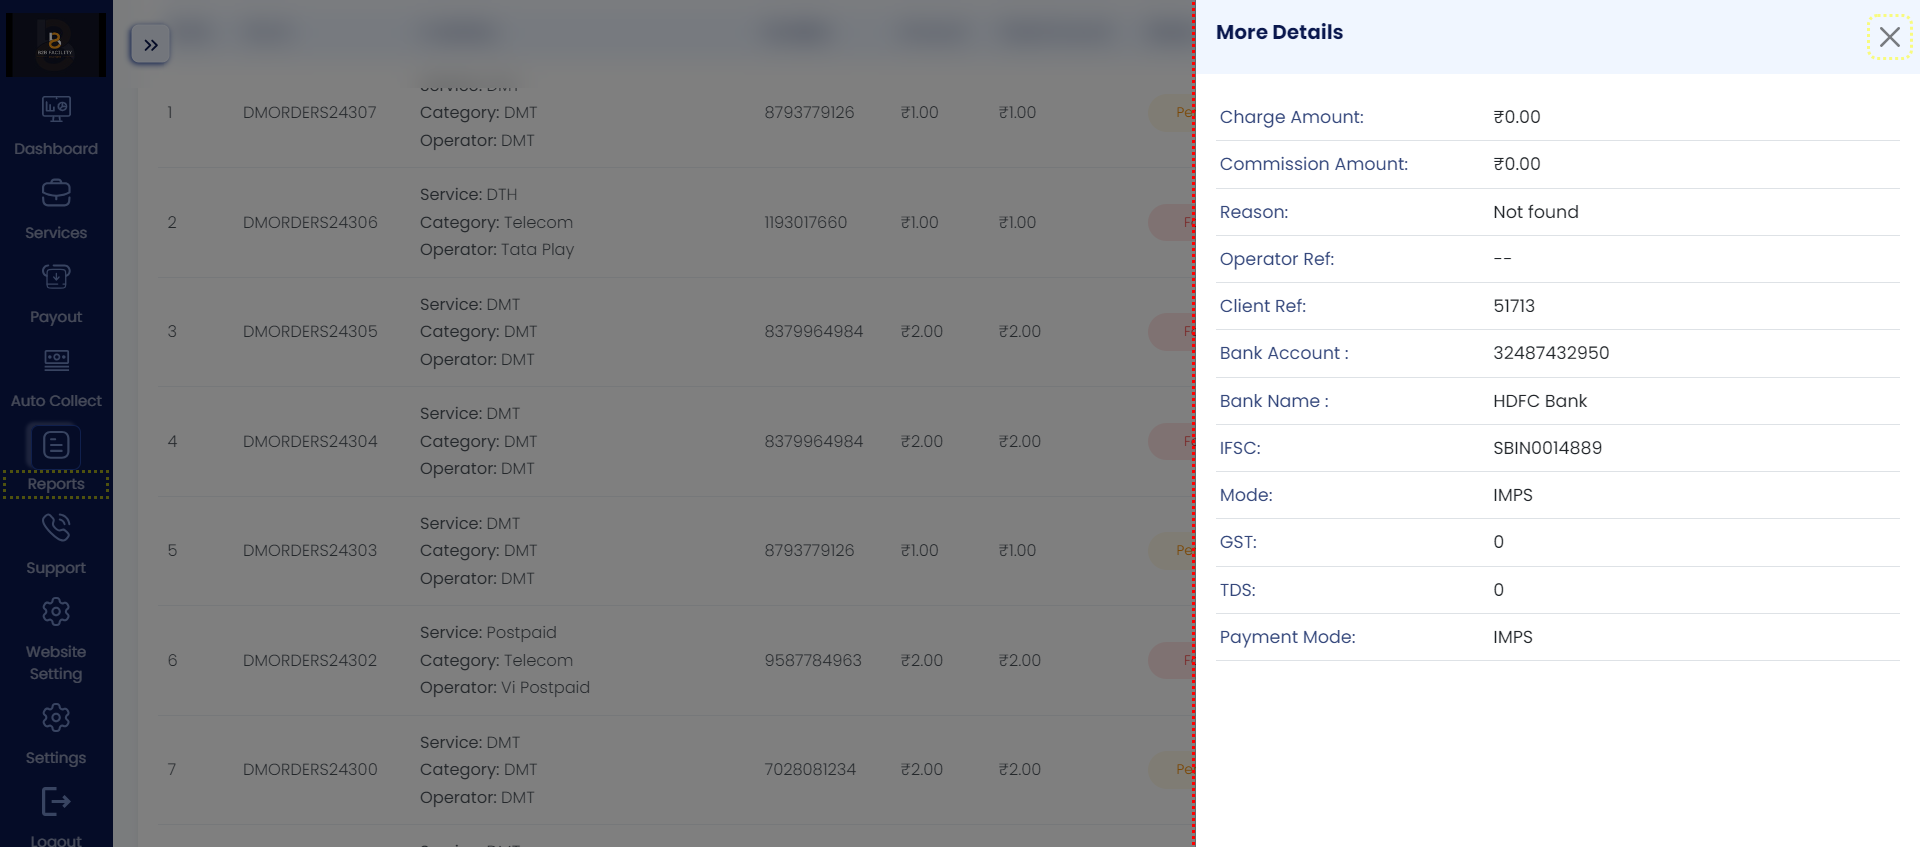 B2B FACILITY
Dashboard
Services
Payout
Auto Collect
Reports
Support
Website
Setting
Settings
Logout
1
DMORDERS24307
Service: DMT
Category: DMT
Operator: DMT
8793779126
₹1.00
₹1.00
2
DMORDERS24306
Service: DTH
Category: Telecom
Operator: Tata Play
1193017660
₹1.00
₹1.00
3
DMORDERS24305
Service: DMT
Category: DMT
Operator: DMT
8379964984
₹2.00
₹2.00
4
DMORDERS24304
Service: DMT
Category: DMT
Operator: DMT
8379964984
₹2.00
₹2.00
5
DMORDERS24303
Service: DMT
Category: DMT
Operator: DMT
8793779126
₹1.00
₹1.00
Pe
6
DMORDERS24302
Service: Postpaid
Category: Telecom
Operator: Vi Postpaid
9587784963
₹2.00
₹2.00
7
DMORDERS24300
Service: DMT
Category: DMT
Operator: DMT
7028081234
₹2.00
₹2.00
Pe
More Details
Charge Amount: ₹0.00
Commission Amount: ₹0.00
Reason: Not found
Operator Ref: --
Client Ref: 51713
Bank Account : 32487432950
Bank Name : HDFC Bank
IFSC: SBIN0014889
Mode: IMPS
GST: 0
TDS: 0
Payment Mode: IMPS